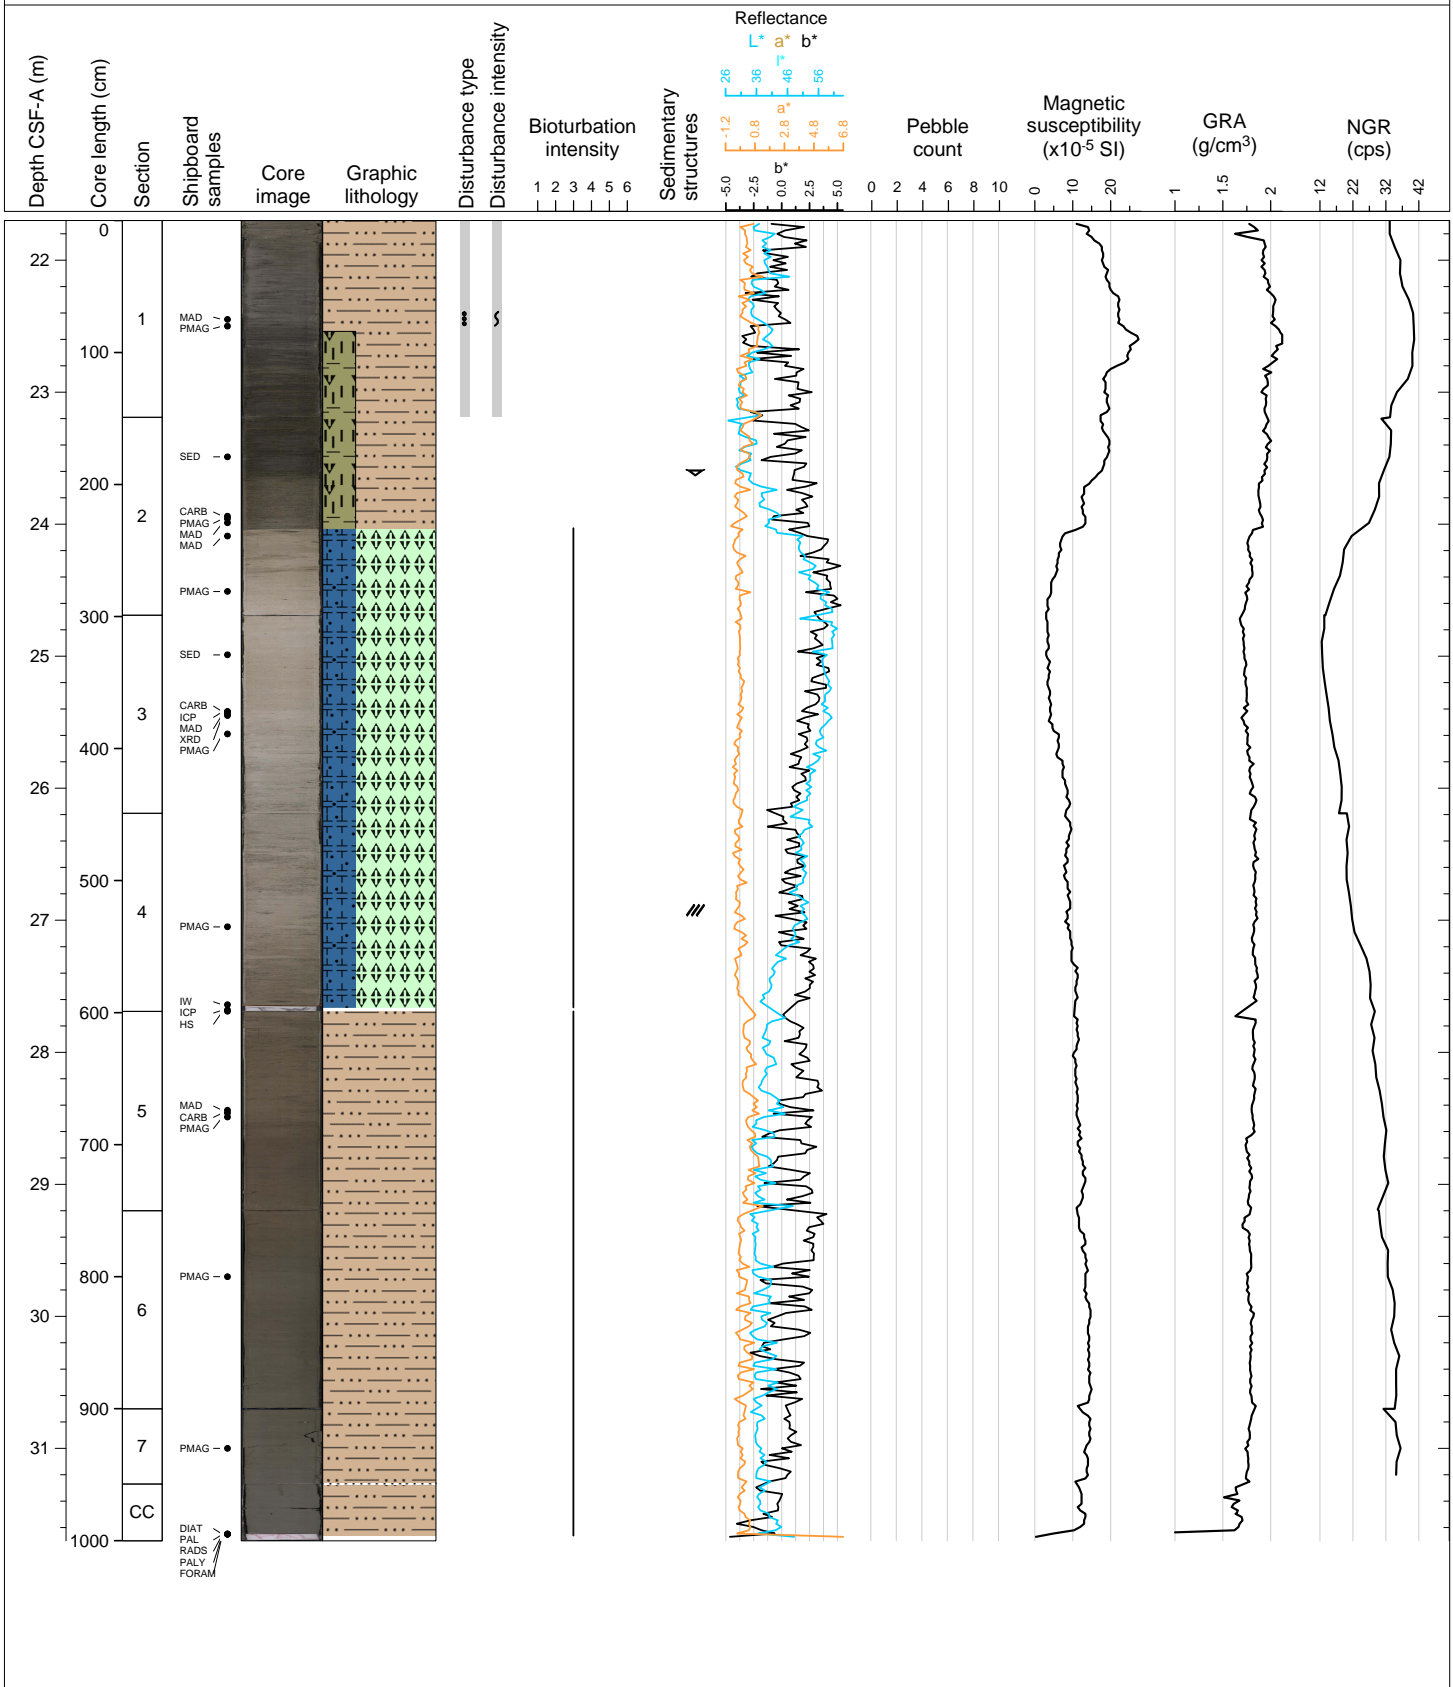 Reflectance
L* a* b*
l*
26 36 46 56
a*
-1.2 0.8 2.8 4.8 6.8
b*
-5.0 -2.5 0.0 2.5 5.0
Depth CSF-A (m)
Core length (cm)
Section
Shipboard samples
Core image
Graphic lithology
Disturbance type
Disturbance intensity
Bioturbation intensity
1 2 3 4 5 6
Sedimentary structures
Pebble count
0 2 4 6 8 10
Magnetic susceptibility (x10-5 SI)
0 10 20
GRA (g/cm3)
1 1.5 2
NGR (cps)
12 22 32 42
0
22
1
MAD
PMAG
100
23
SED
200
2
CARB
PMAG
MAD
MAD
24
PMAG
300
25
SED
3
CARB
ICP
MAD
XRD
PMAG
400
26
500
4
27
PMAG
IW
ICP
HS
600
28
5
MAD
CARB
PMAG
700
29
PMAG
800
6
30
900
7
31
PMAG
CC
DIAT
PAL
RADS
PALY
FORAM
1000